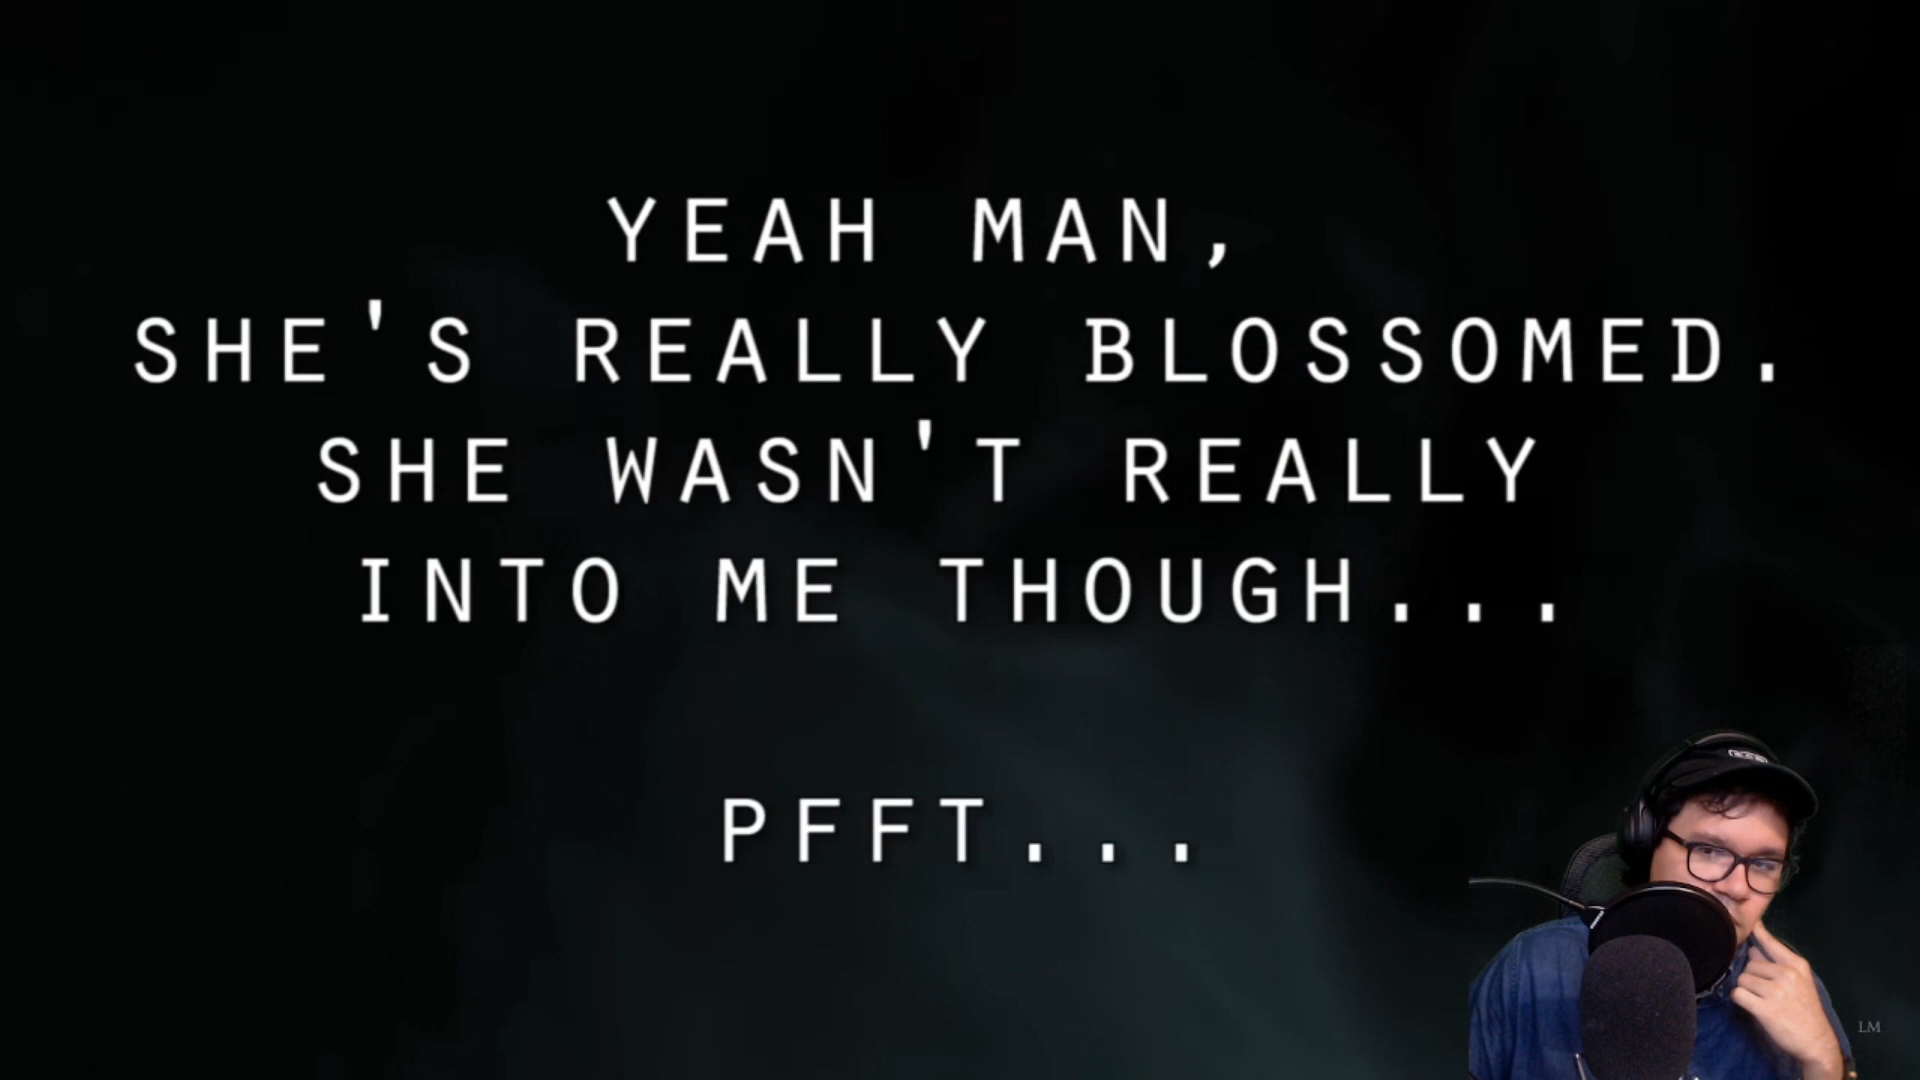 YEAH MAN,
SHE'S REALLY BLOSSOMED.
SHE WASN'T REALLY
INTO ME THOUGH...
PFFT...
LM